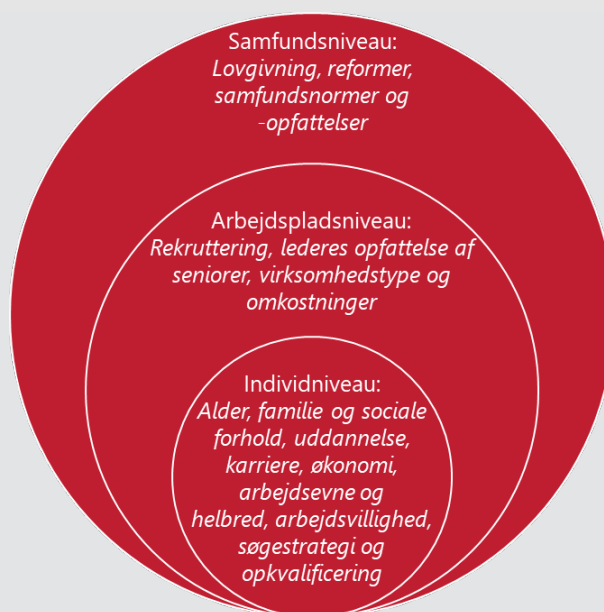 Samfundsniveau:
Lovgivning, reformer,
samfundsnormer og
-opfattelser
Arbejdspladsniveau:
Rekruttering, lederes opfattelse af
seniorer, virksomhedstype og
omkostninger
Individniveau:
Alder, familie og sociale
forhold, uddannelse,
karriere, økonomi,
arbejdsevne og
helbred, arbejdsvillighed,
søgestrategi og
opkvalificering